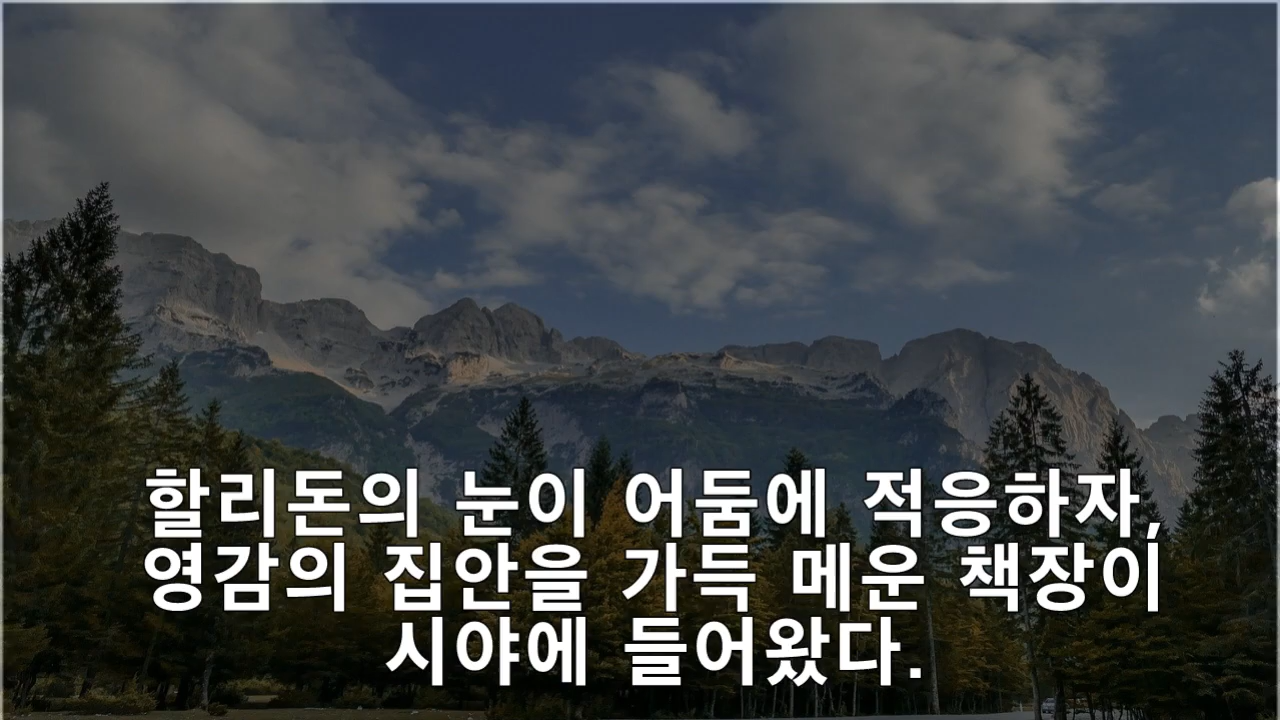 할리돈의 눈이 어둠에 적응하자,
영감의 집안을 가득 메운 책장이
시야에 들어왔다.